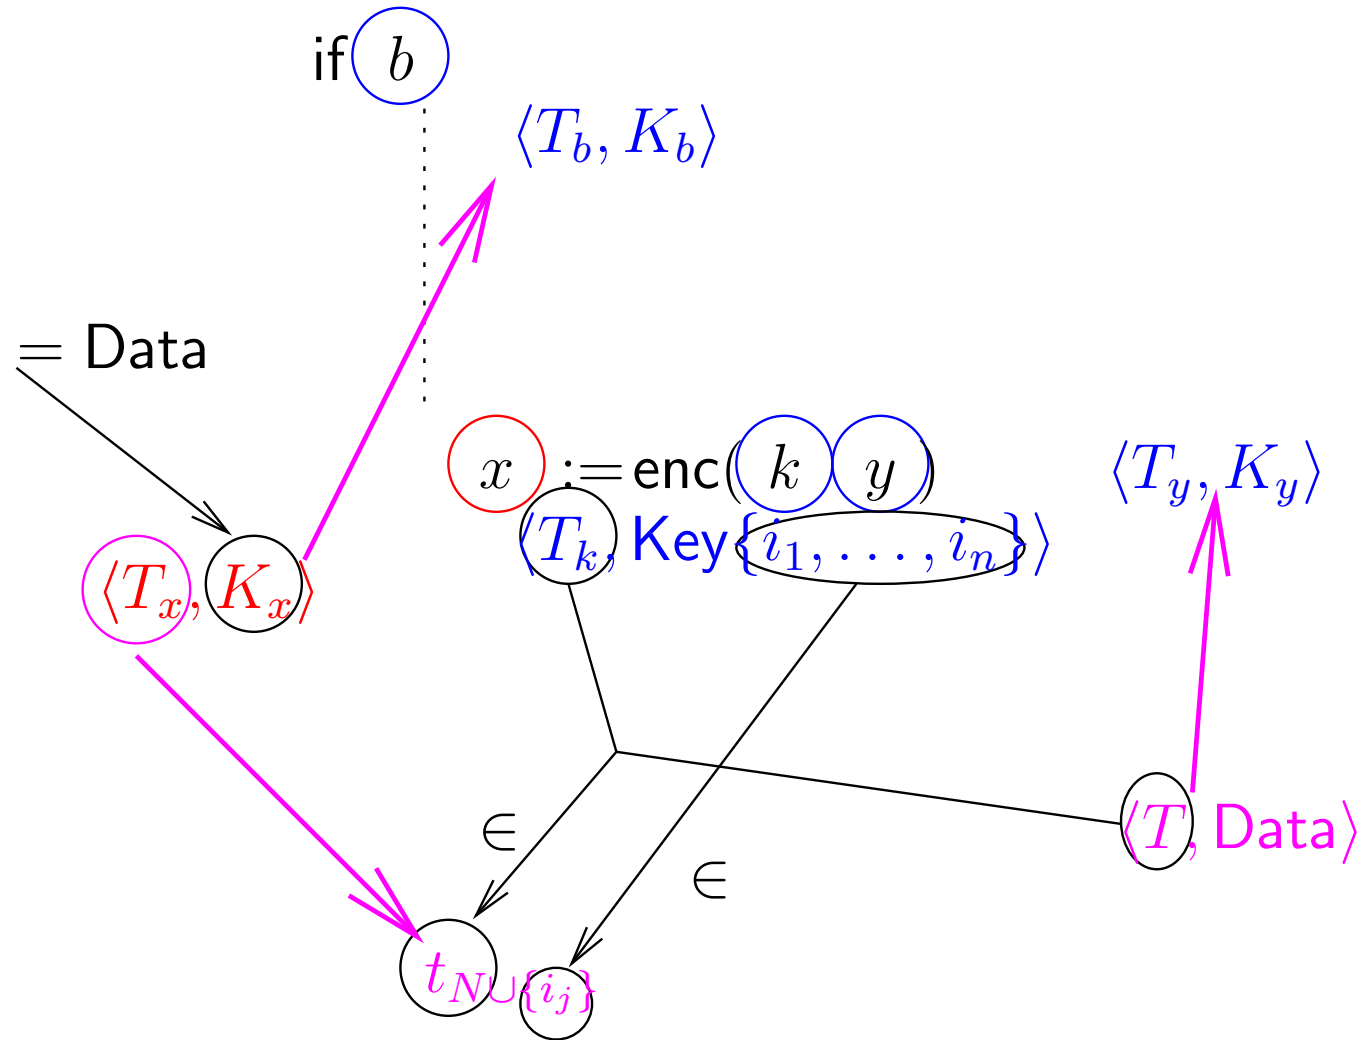 if b
⟨T_b, K_b⟩
= Data
x := enc( k y )
⟨T_y, K_y⟩
⟨T_k, Key{i_1, . . . , i_n}⟩
⟨T_x, K_x⟩
∈
⟨T, Data⟩
∈
t_{N∪{i_j}}